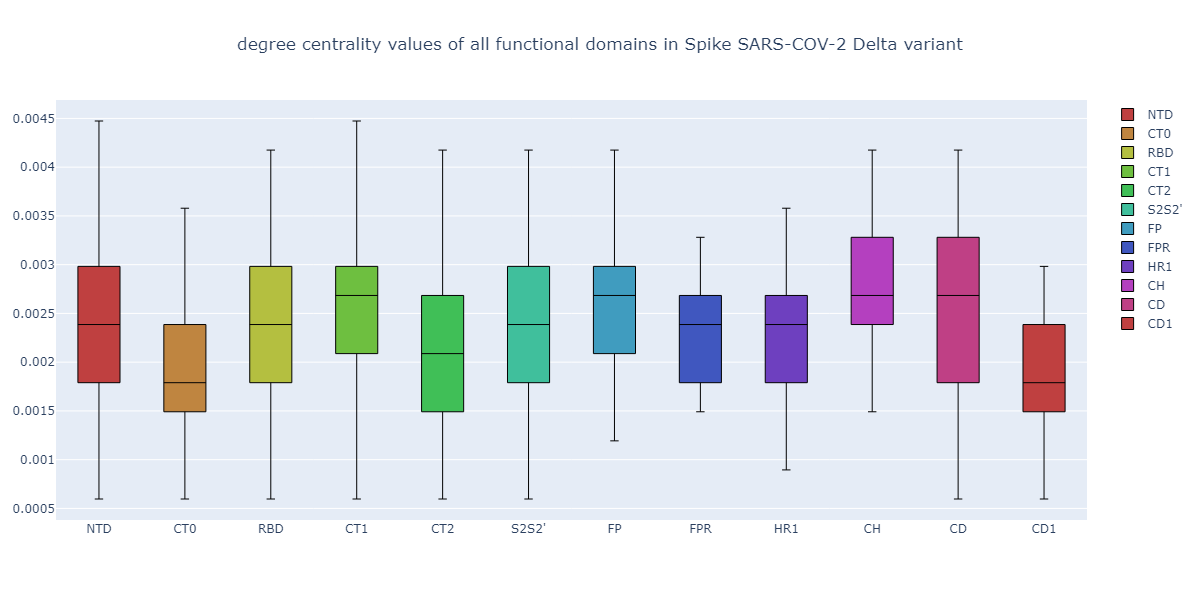 degree centrality values of all functional domains in Spike SARS-COV-2 Delta variant
0.0045
0.004
0.0035
0.003
0.0025
0.002
0.0015
0.001
0.0005
NTD CT0 RBD CT1 CT2 S2S2' FP FPR HR1 CH CD CD1
NTD
CT0
RBD
CT1
CT2
S2S2'
FP
FPR
HR1
CH
CD
CD1